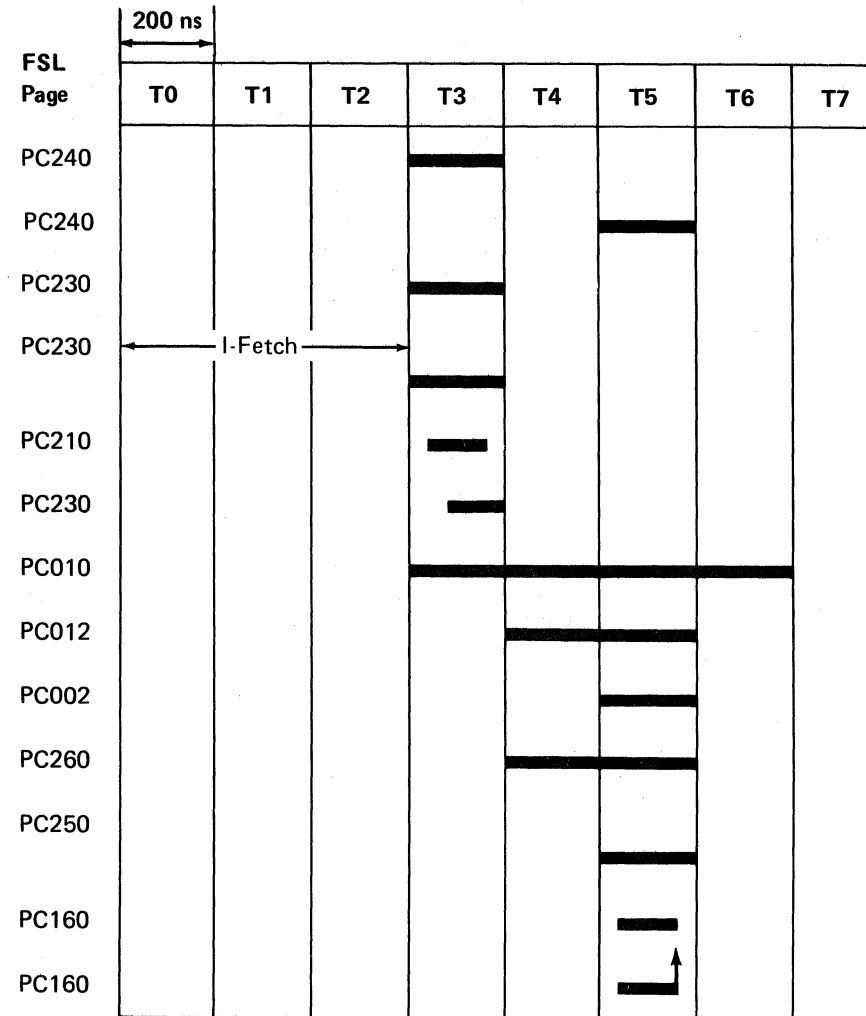 200 ns
FSL
Page T0 T1 T2 T3 T4 T5 T6 T7
PC240
PC240
PC230
PC230 I-Fetch
PC210
PC230
PC010
PC012
PC002
PC260
PC250
PC160
PC160